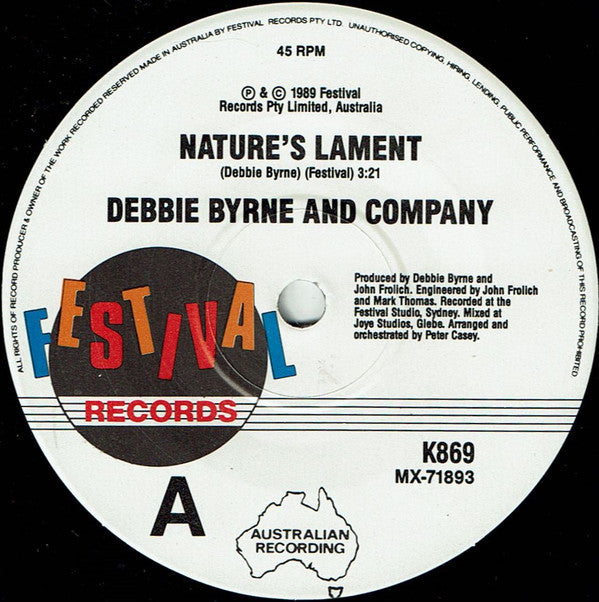 ALL RIGHTS OF RECORD PRODUCER & OWNER OF THE WORK RECORDED RESERVED MADE IN AUSTRALIA BY FESTIVAL RECORDS PTY LTD. UNAUTHORISED COPYING, HIRING, LENDING, PUBLIC PERFORMANCE AND BROADCASTING OF THIS RECORD PROHIBITED
45 RPM
℗ & © 1989 Festival
Records Pty Limited, Australia
NATURE'S LAMENT
(Debbie Byrne) (Festival) 3:21
DEBBIE BYRNE AND COMPANY
Produced by Debbie Byrne and
John Frolich. Engineered by John Frolich
and Mark Thomas. Recorded at the
Festival Studio, Sydney. Mixed at
Joye Studios, Glebe. Arranged and
orchestrated by Peter Casey.
FESTIVAL
RECORDS
K869
MX-71893
A
AUSTRALIAN
RECORDING